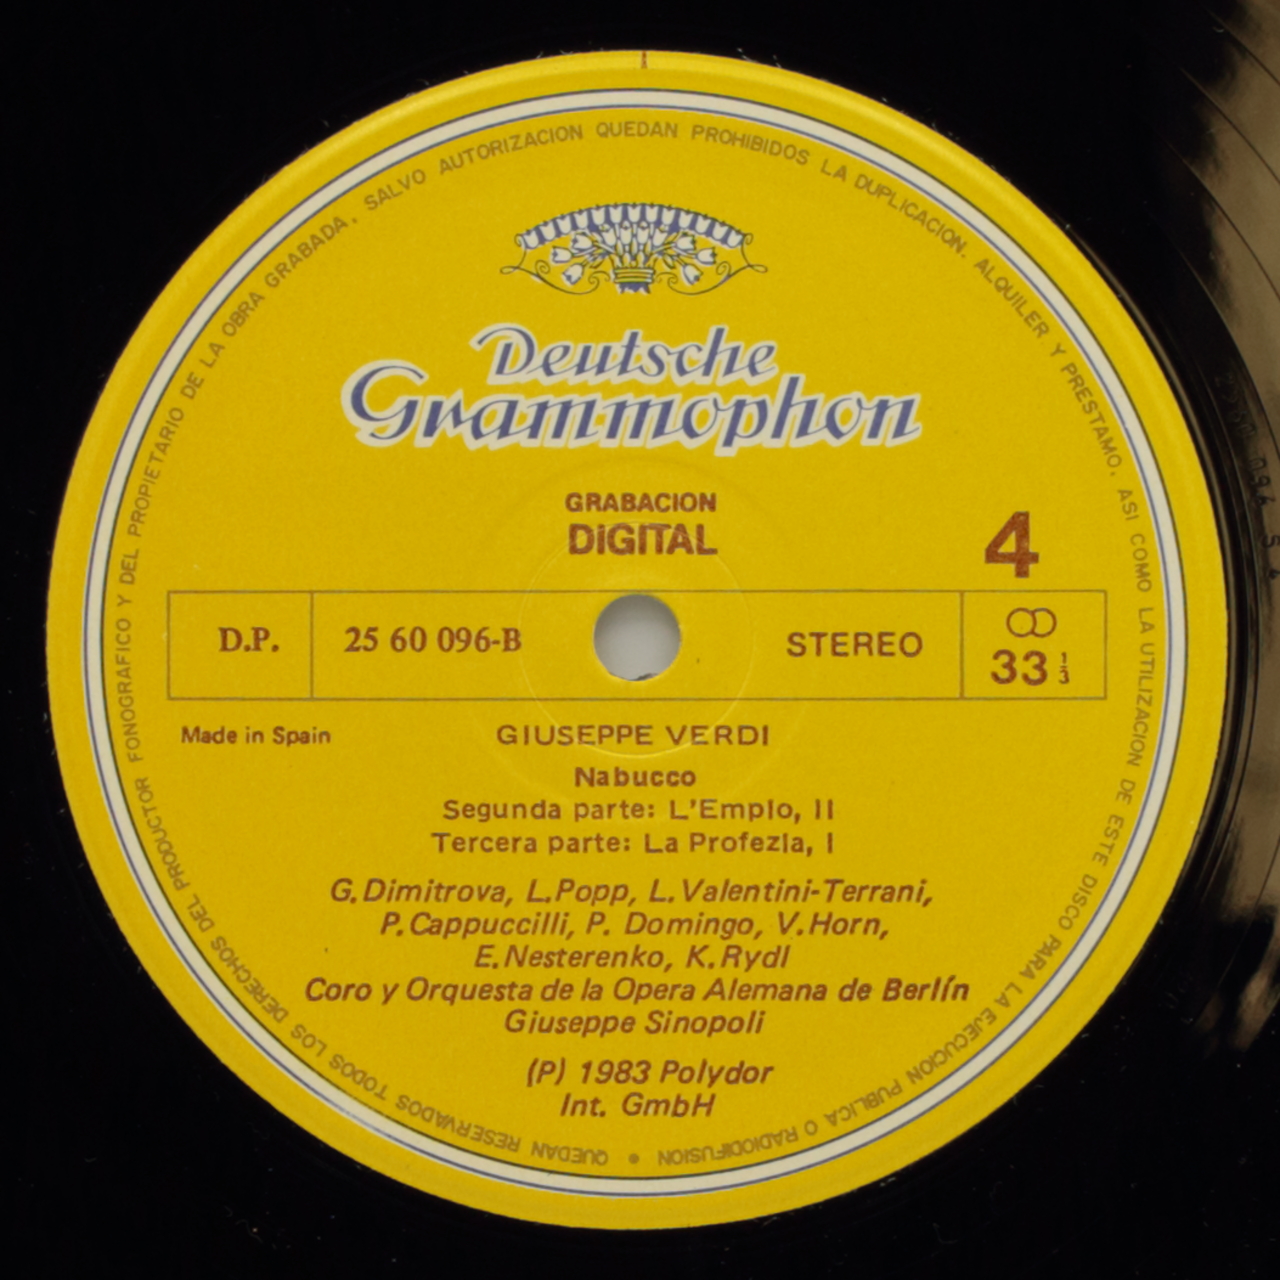 QUEDAN RESERVADOS TODOS LOS DERECHOS DEL PRODUCTOR FONOGRAFICO Y DEL PROPIETARIO DE LA OBRA GRABADA. SALVO AUTORIZACION QUEDAN PROHIBIDOS LA DUPLICACION, ALQUILER Y PRESTAMO, ASI COMO LA UTILIZACION DE ESTE DISCO PARA LA EJECUCION PUBLICA O RADIODIFUSION •
Deutsche
Grammophon
GRABACION
DIGITAL
4
D.P. 25 60 096-B STEREO 33 1/3
Made in Spain
GIUSEPPE VERDI
Nabucco
Segunda parte: L'Empio, II
Tercera parte: La Profezia, I
G. Dimitrova, L. Popp, L. Valentini-Terrani,
P. Cappuccilli, P. Domingo, V. Horn,
E. Nesterenko, K. Rydl
Coro y Orquesta de la Opera Alemana de Berlín
Giuseppe Sinopoli
(P) 1983 Polydor
Int. GmbH